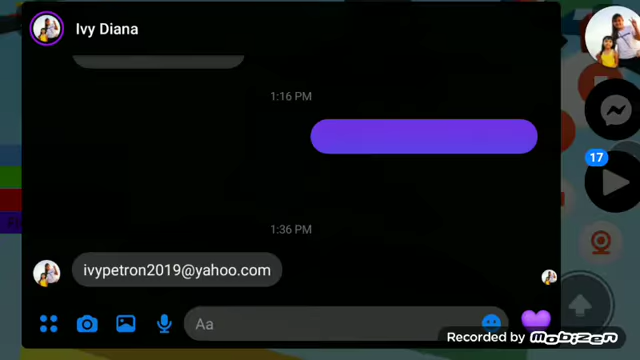 Ivy Diana
1:16 PM
17
1:36 PM
ivypetron2019@yahoo.com
Aa
Recorded by
MOBIZEN